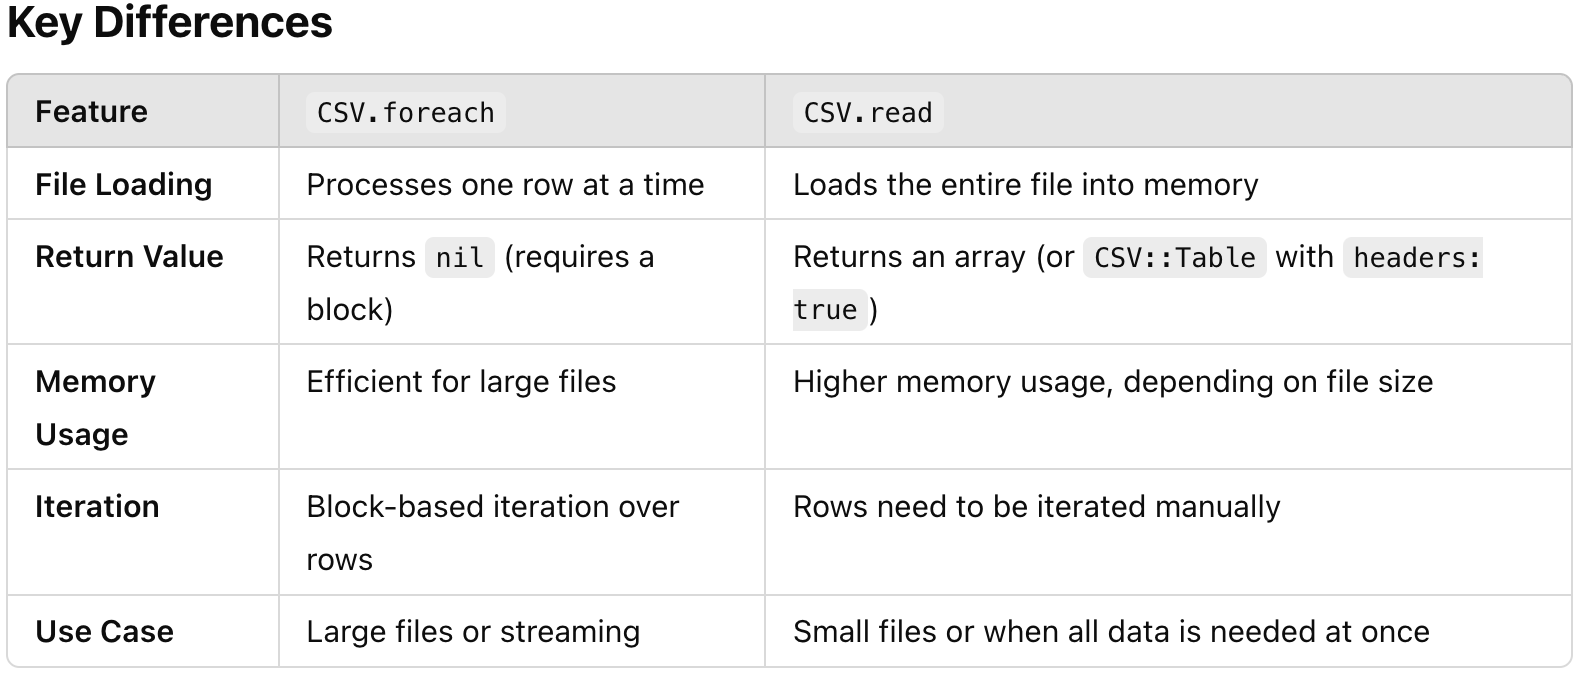 Key Differences
Feature CSV.foreach CSV.read
File Loading Processes one row at a time Loads the entire file into memory
Return Value Returns nil (requires a block) Returns an array (or CSV::Table with headers: true )
Memory Usage Efficient for large files Higher memory usage, depending on file size
Iteration Block-based iteration over rows Rows need to be iterated manually
Use Case Large files or streaming Small files or when all data is needed at once